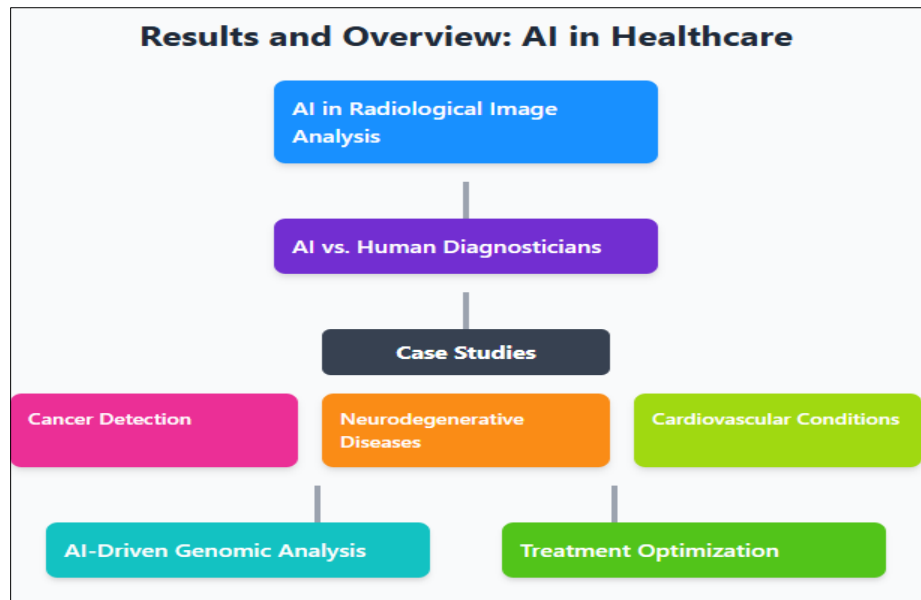 Results and Overview: AI in Healthcare
AI in Radiological Image
Analysis
AI vs. Human Diagnosticians
Case Studies
Cancer Detection
Neurodegenerative
Diseases
Cardiovascular Conditions
AI-Driven Genomic Analysis
Treatment Optimization